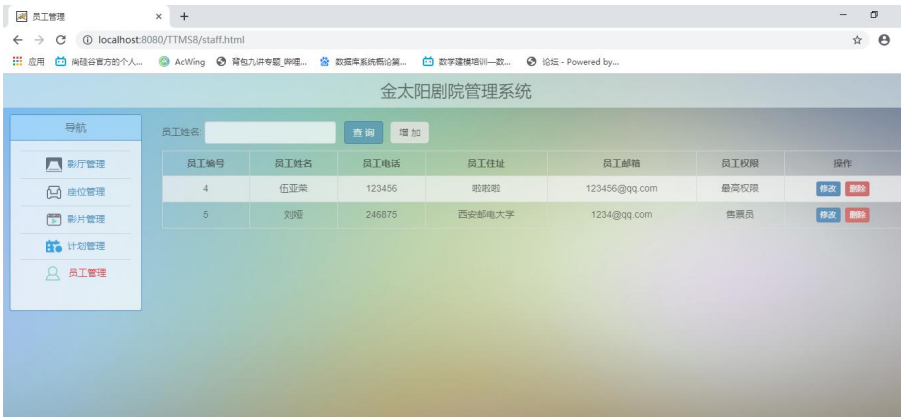 员工管理 × +
localhost:8080/TTMS8/staff.html
应用 尚硅谷官方的个人... AcWing 背包九讲专题_哔哩... 数据库系统概论第... 数学建模培训—数... 论坛 - Powered by...
金太阳剧院管理系统
导航
影厅管理
座位管理
影片管理
计划管理
员工管理
员工姓名: 查询 增加
员工编号 员工姓名 员工电话 员工住址 员工邮箱 员工权限 操作
4 伍亚荣 123456 啦啦啦 123456@qq.com 最高权限 修改 删除
5 刘娅 246875 西安邮电大学 1234@qq.com 售票员 修改 删除